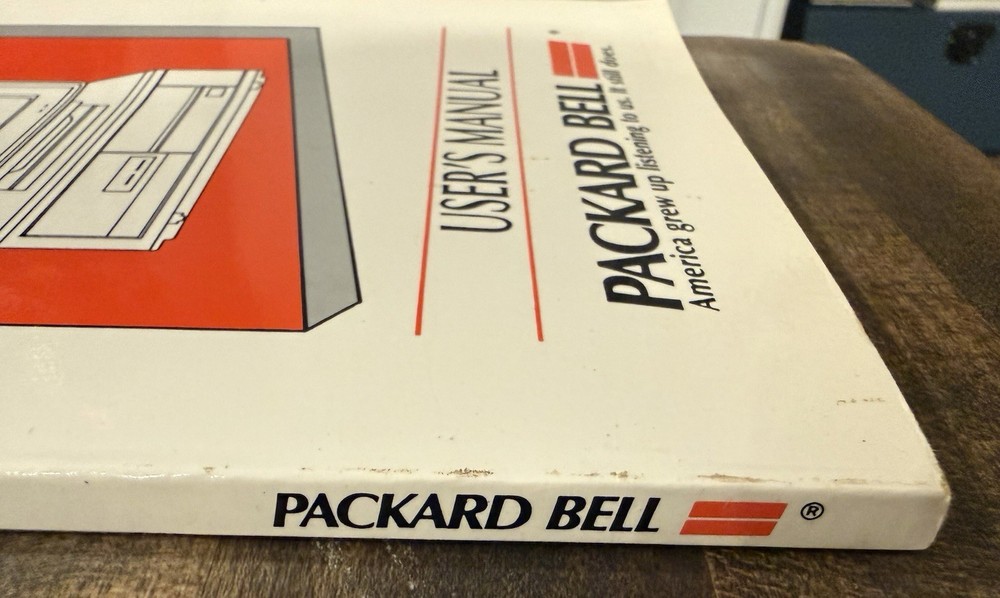 USER'S MANUAL
PACKARD BELL
America grew up listening to us. It still does.
PACKARD BELL ®